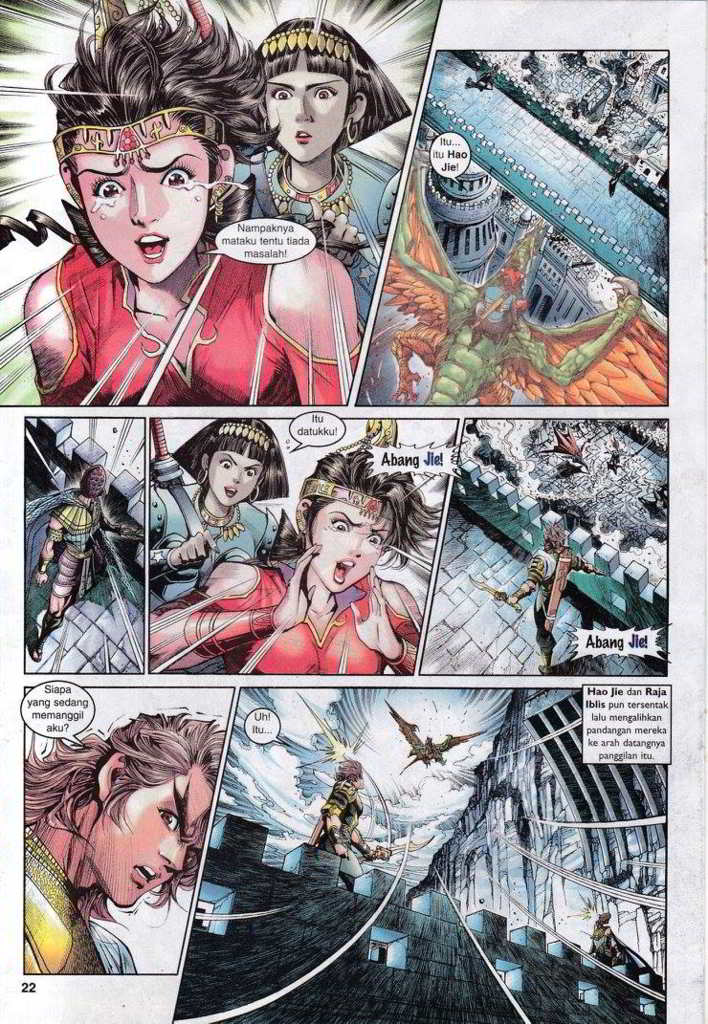 Nampaknya
mataku tentu tiada
masalah!
Itu...
itu Hao
Jie!
Itu
datukku!
Abang Jie!
Abang Jie!
Siapa
yang sedang
memanggil
aku?
Uh!
Itu...
Hao Jie dan Raja
Iblis pun tersentak
lalu mengalihkan
pandangan mereka
ke arah datangnya
panggilan itu.
22